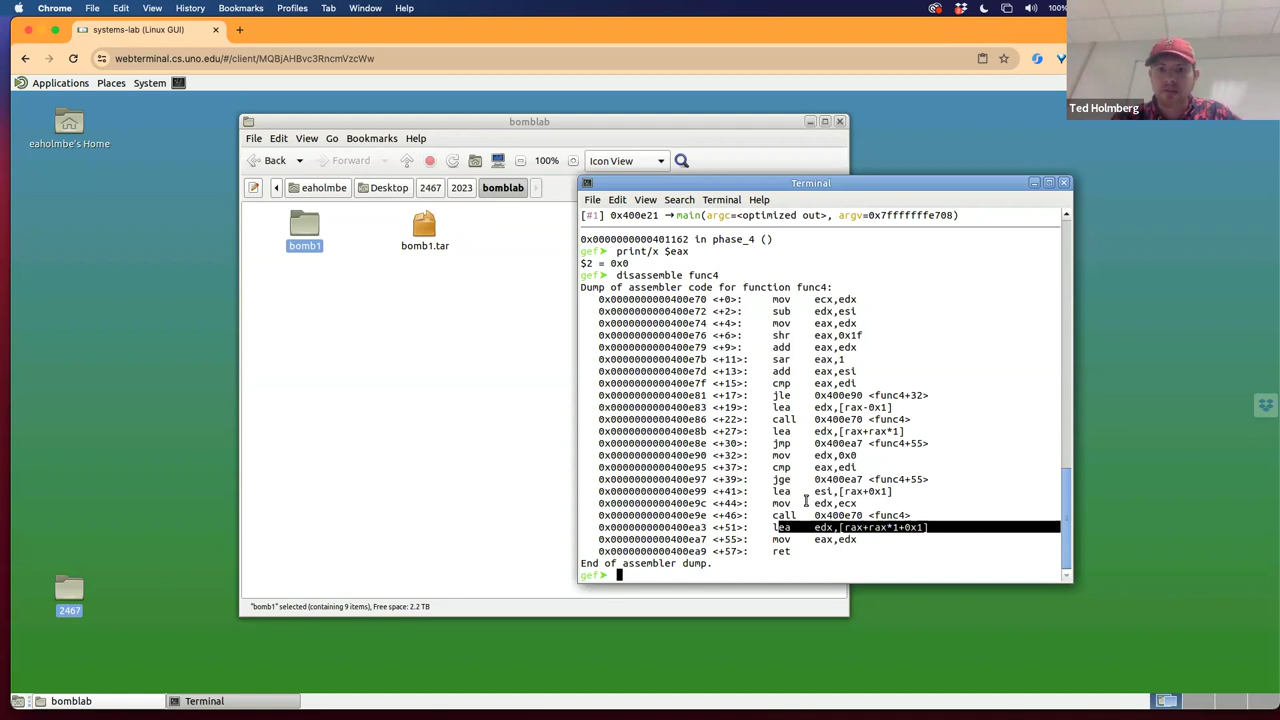 Chrome File Edit View History Bookmarks Profiles Tab Window Help 100%
systems-lab (Linux GUI)
webterminal.cs.uno.edu/#/client/MQBjAHBvc3RncmVzcWw
Ted Holmberg
Applications Places System
eaholmbe's Home
bomblab
File Edit View Go Bookmarks Help
Back Forward 100% Icon View
eaholmbe Desktop 2467 2023 bomblab
bomb1 bomb1.tar
Terminal
File Edit View Search Terminal Help
[#1] 0x400e21 → main(argc=<optimized out>, argv=0x7fffffffe708)
0x0000000000401162 in phase_4 ()
gef➤ print/x $eax
$2 = 0x0
gef➤ disassemble func4
Dump of assembler code for function func4:
0x0000000000400e70 <+0>: mov ecx,edx
0x0000000000400e72 <+2>: sub edx,esi
0x0000000000400e74 <+4>: mov eax,edx
0x0000000000400e76 <+6>: shr eax,0x1f
0x0000000000400e79 <+9>: add eax,edx
0x0000000000400e7b <+11>: sar eax,1
0x0000000000400e7d <+13>: add eax,esi
0x0000000000400e7f <+15>: cmp eax,edi
0x0000000000400e81 <+17>: jle 0x400e90 <func4+32>
0x0000000000400e83 <+19>: lea edx,[rax-0x1]
0x0000000000400e86 <+22>: call 0x400e70 <func4>
0x0000000000400e8b <+27>: lea edx,[rax+rax*1]
0x0000000000400e8e <+30>: jmp 0x400ea7 <func4+55>
0x0000000000400e90 <+32>: mov edx,0x0
0x0000000000400e95 <+37>: cmp eax,edi
0x0000000000400e97 <+39>: jge 0x400ea7 <func4+55>
0x0000000000400e99 <+41>: lea esi,[rax+0x1]
0x0000000000400e9c <+44>: mov edx,ecx
0x0000000000400e9e <+46>: call 0x400e70 <func4>
0x0000000000400ea3 <+51>: lea edx,[rax+rax*1+0x1]
0x0000000000400ea7 <+55>: mov eax,edx
0x0000000000400ea9 <+57>: ret
End of assembler dump.
gef➤
2467
"bomb1" selected (containing 9 items), Free space: 2.2 TB
bomblab Terminal